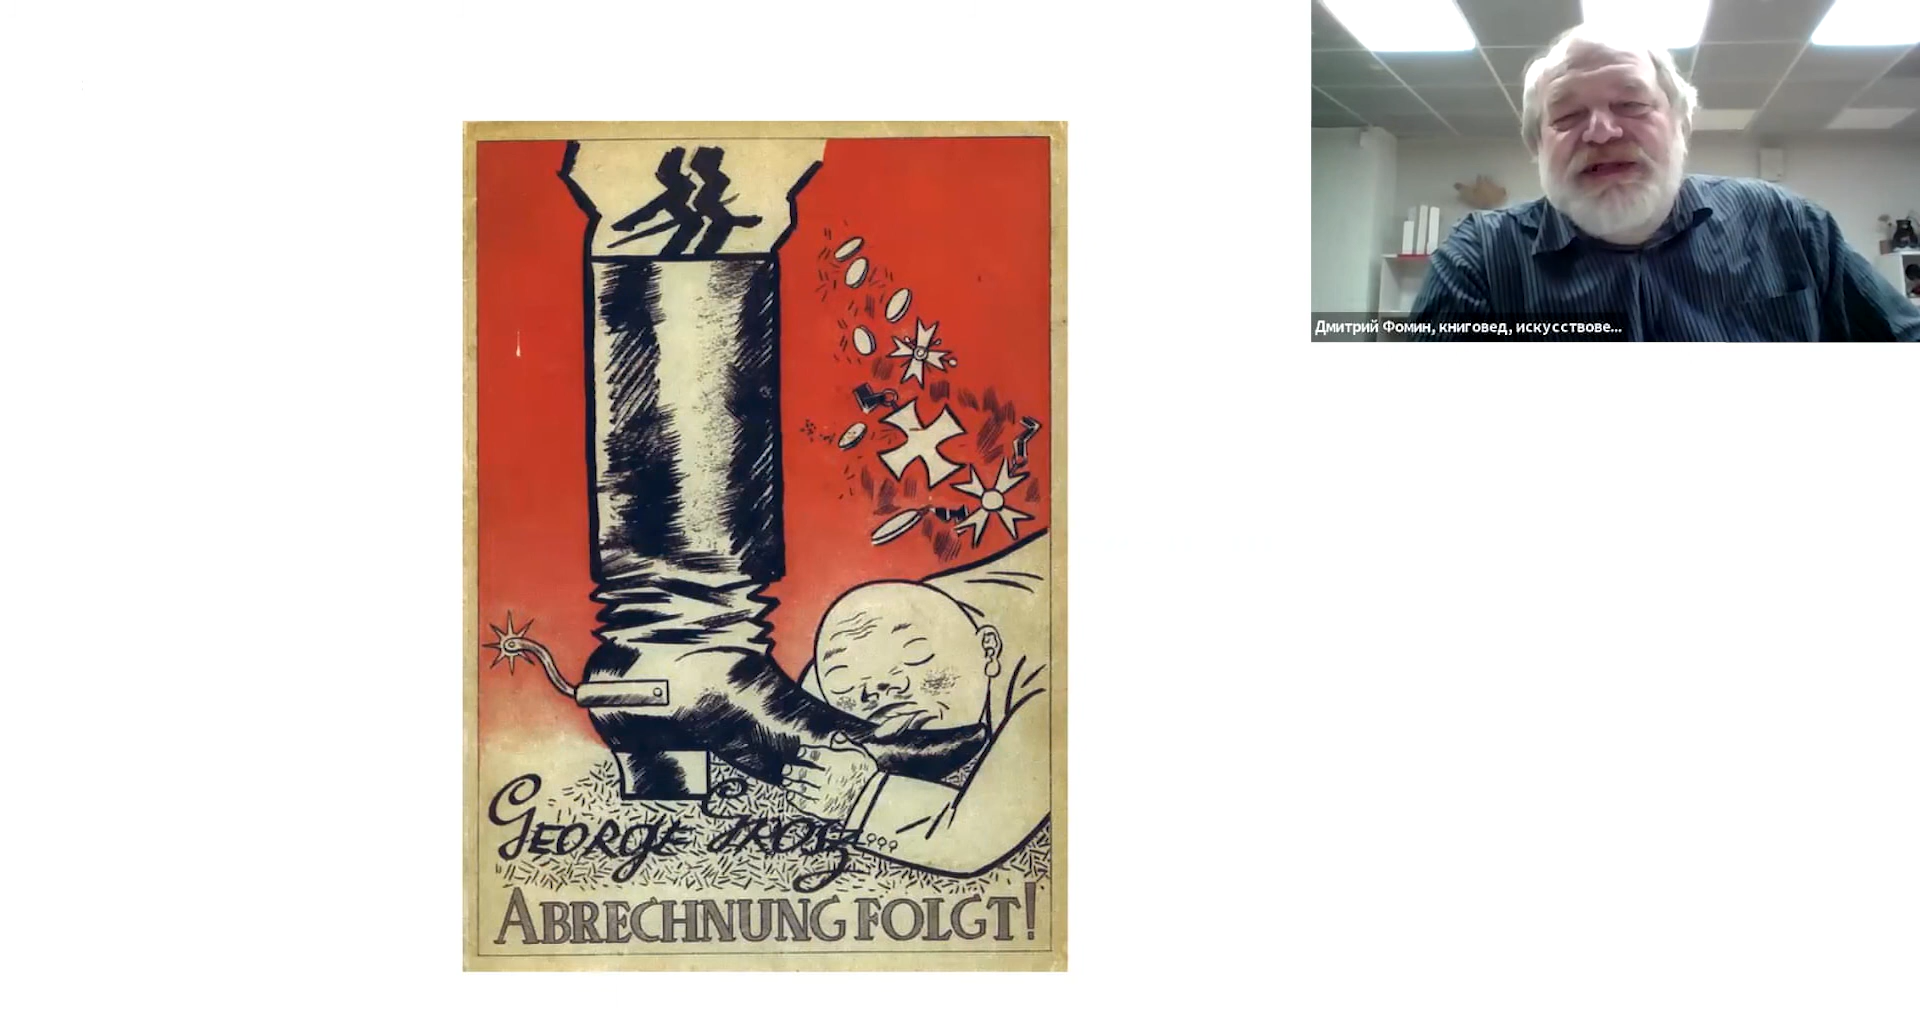 Дмитрий Фомин, книговед, искусствове...
GEORGE GROSZ
ABRECHNUNG FOLGT!